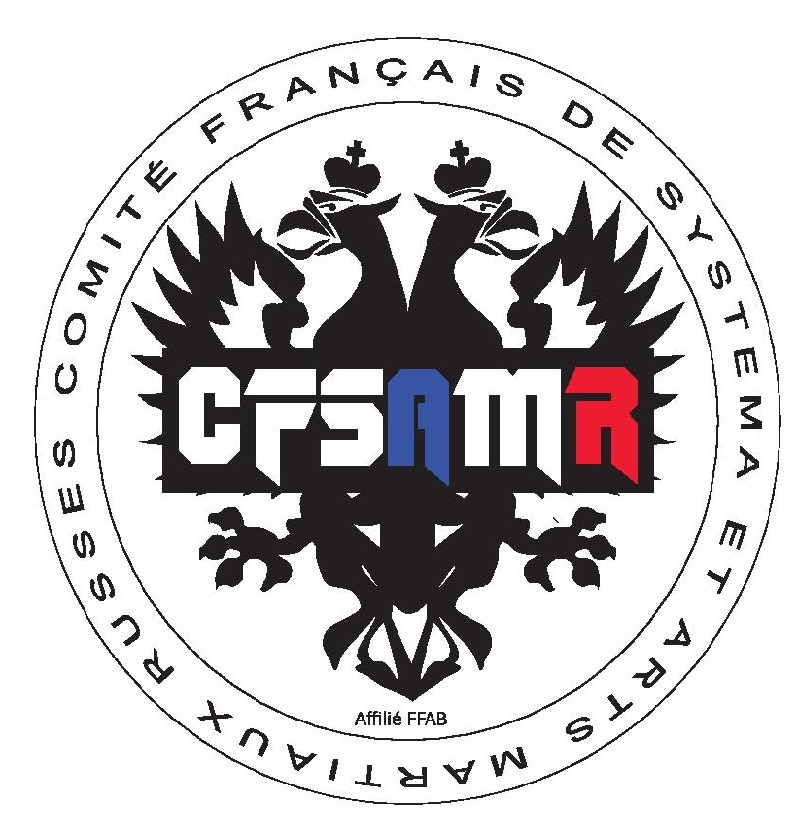 COMITÉ FRANÇAIS DE SYSTEMA ET ARTS MARTIAUX RUSSES
CFSAMR
Affilié FFAB